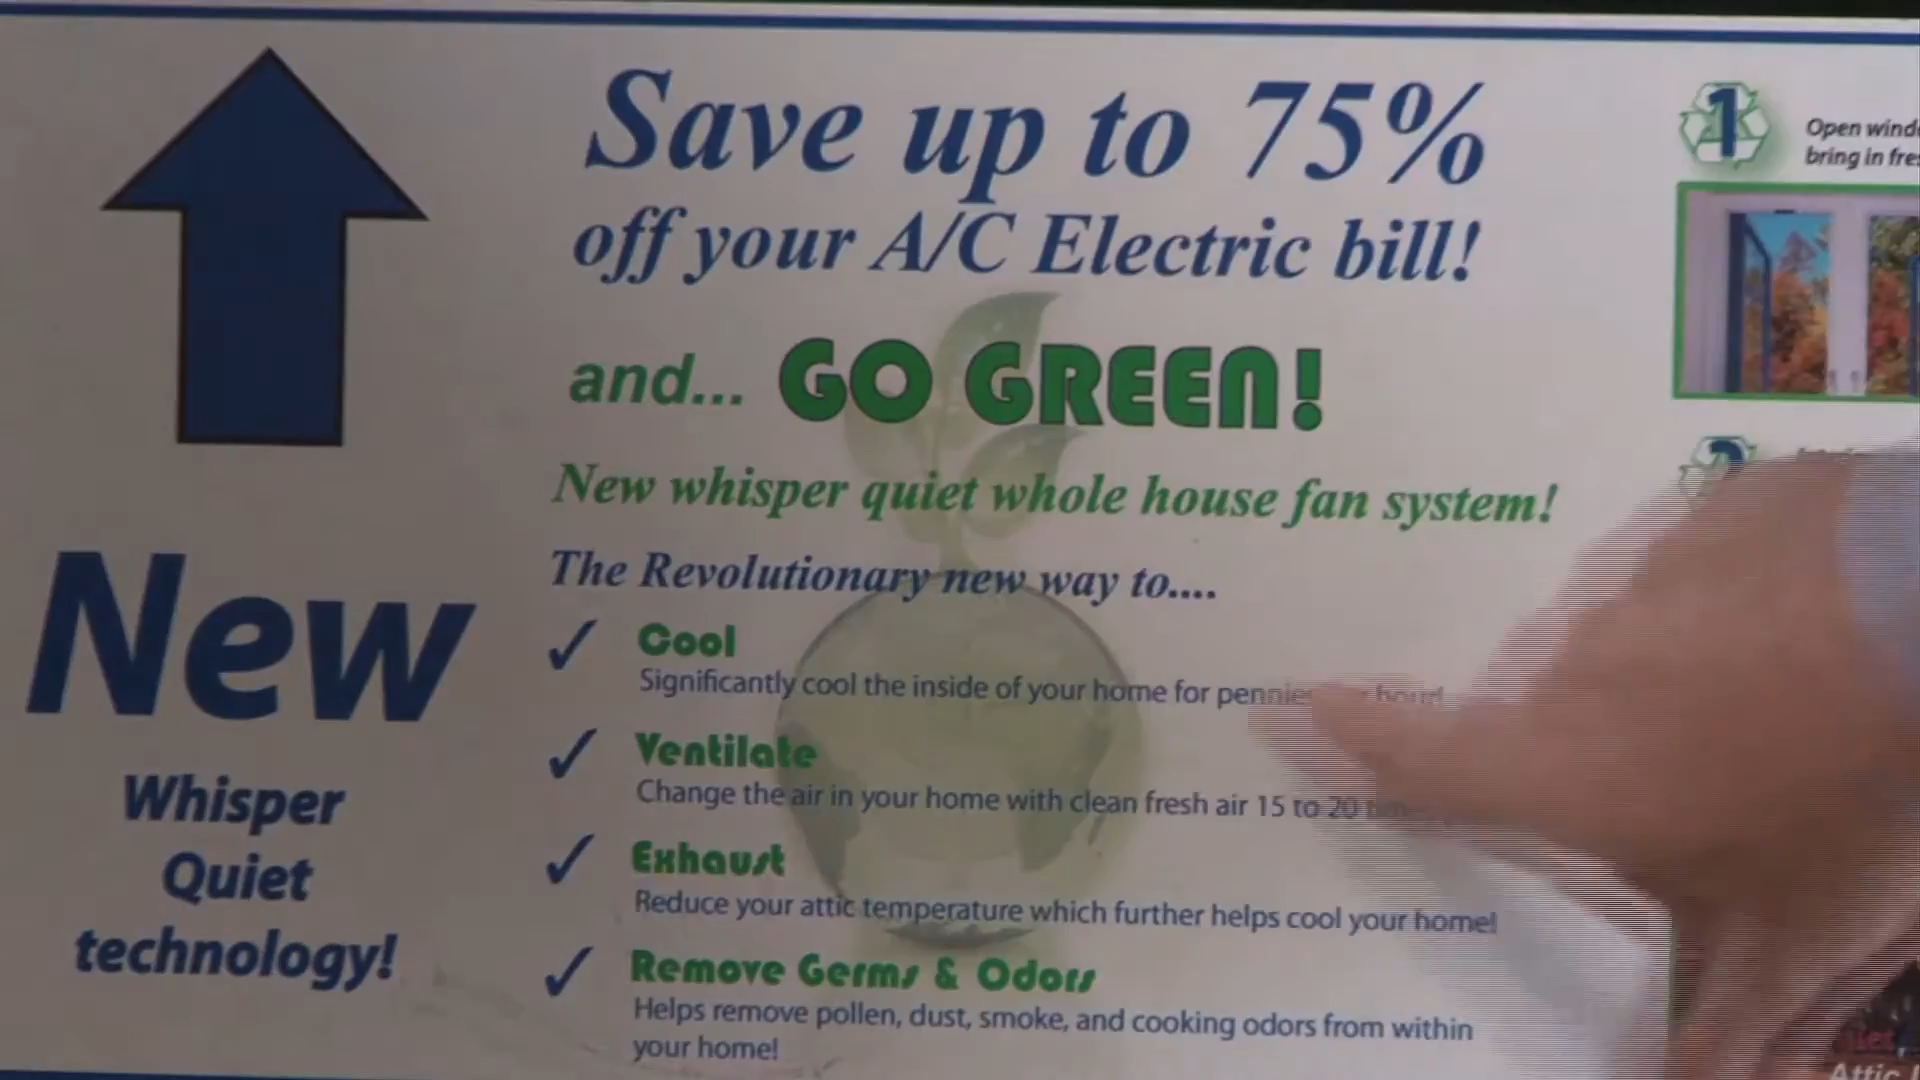 Save up to 75%
off your A/C Electric bill!
and... GO GREEN!
New whisper quiet whole house fan system!
The Revolutionary new way to....
✓ Cool
Significantly cool the inside of your home for pennies hour!
✓ Ventilate
Change the air in your home with clean fresh air 15 to 20
✓ Exhaust
Reduce your attic temperature which further helps cool your home!
✓ Remove Germs & Odors
Helps remove pollen, dust, smoke, and cooking odors from within
your home!
New
Whisper
Quiet
technology!
1
Open
bring in
2
Attic